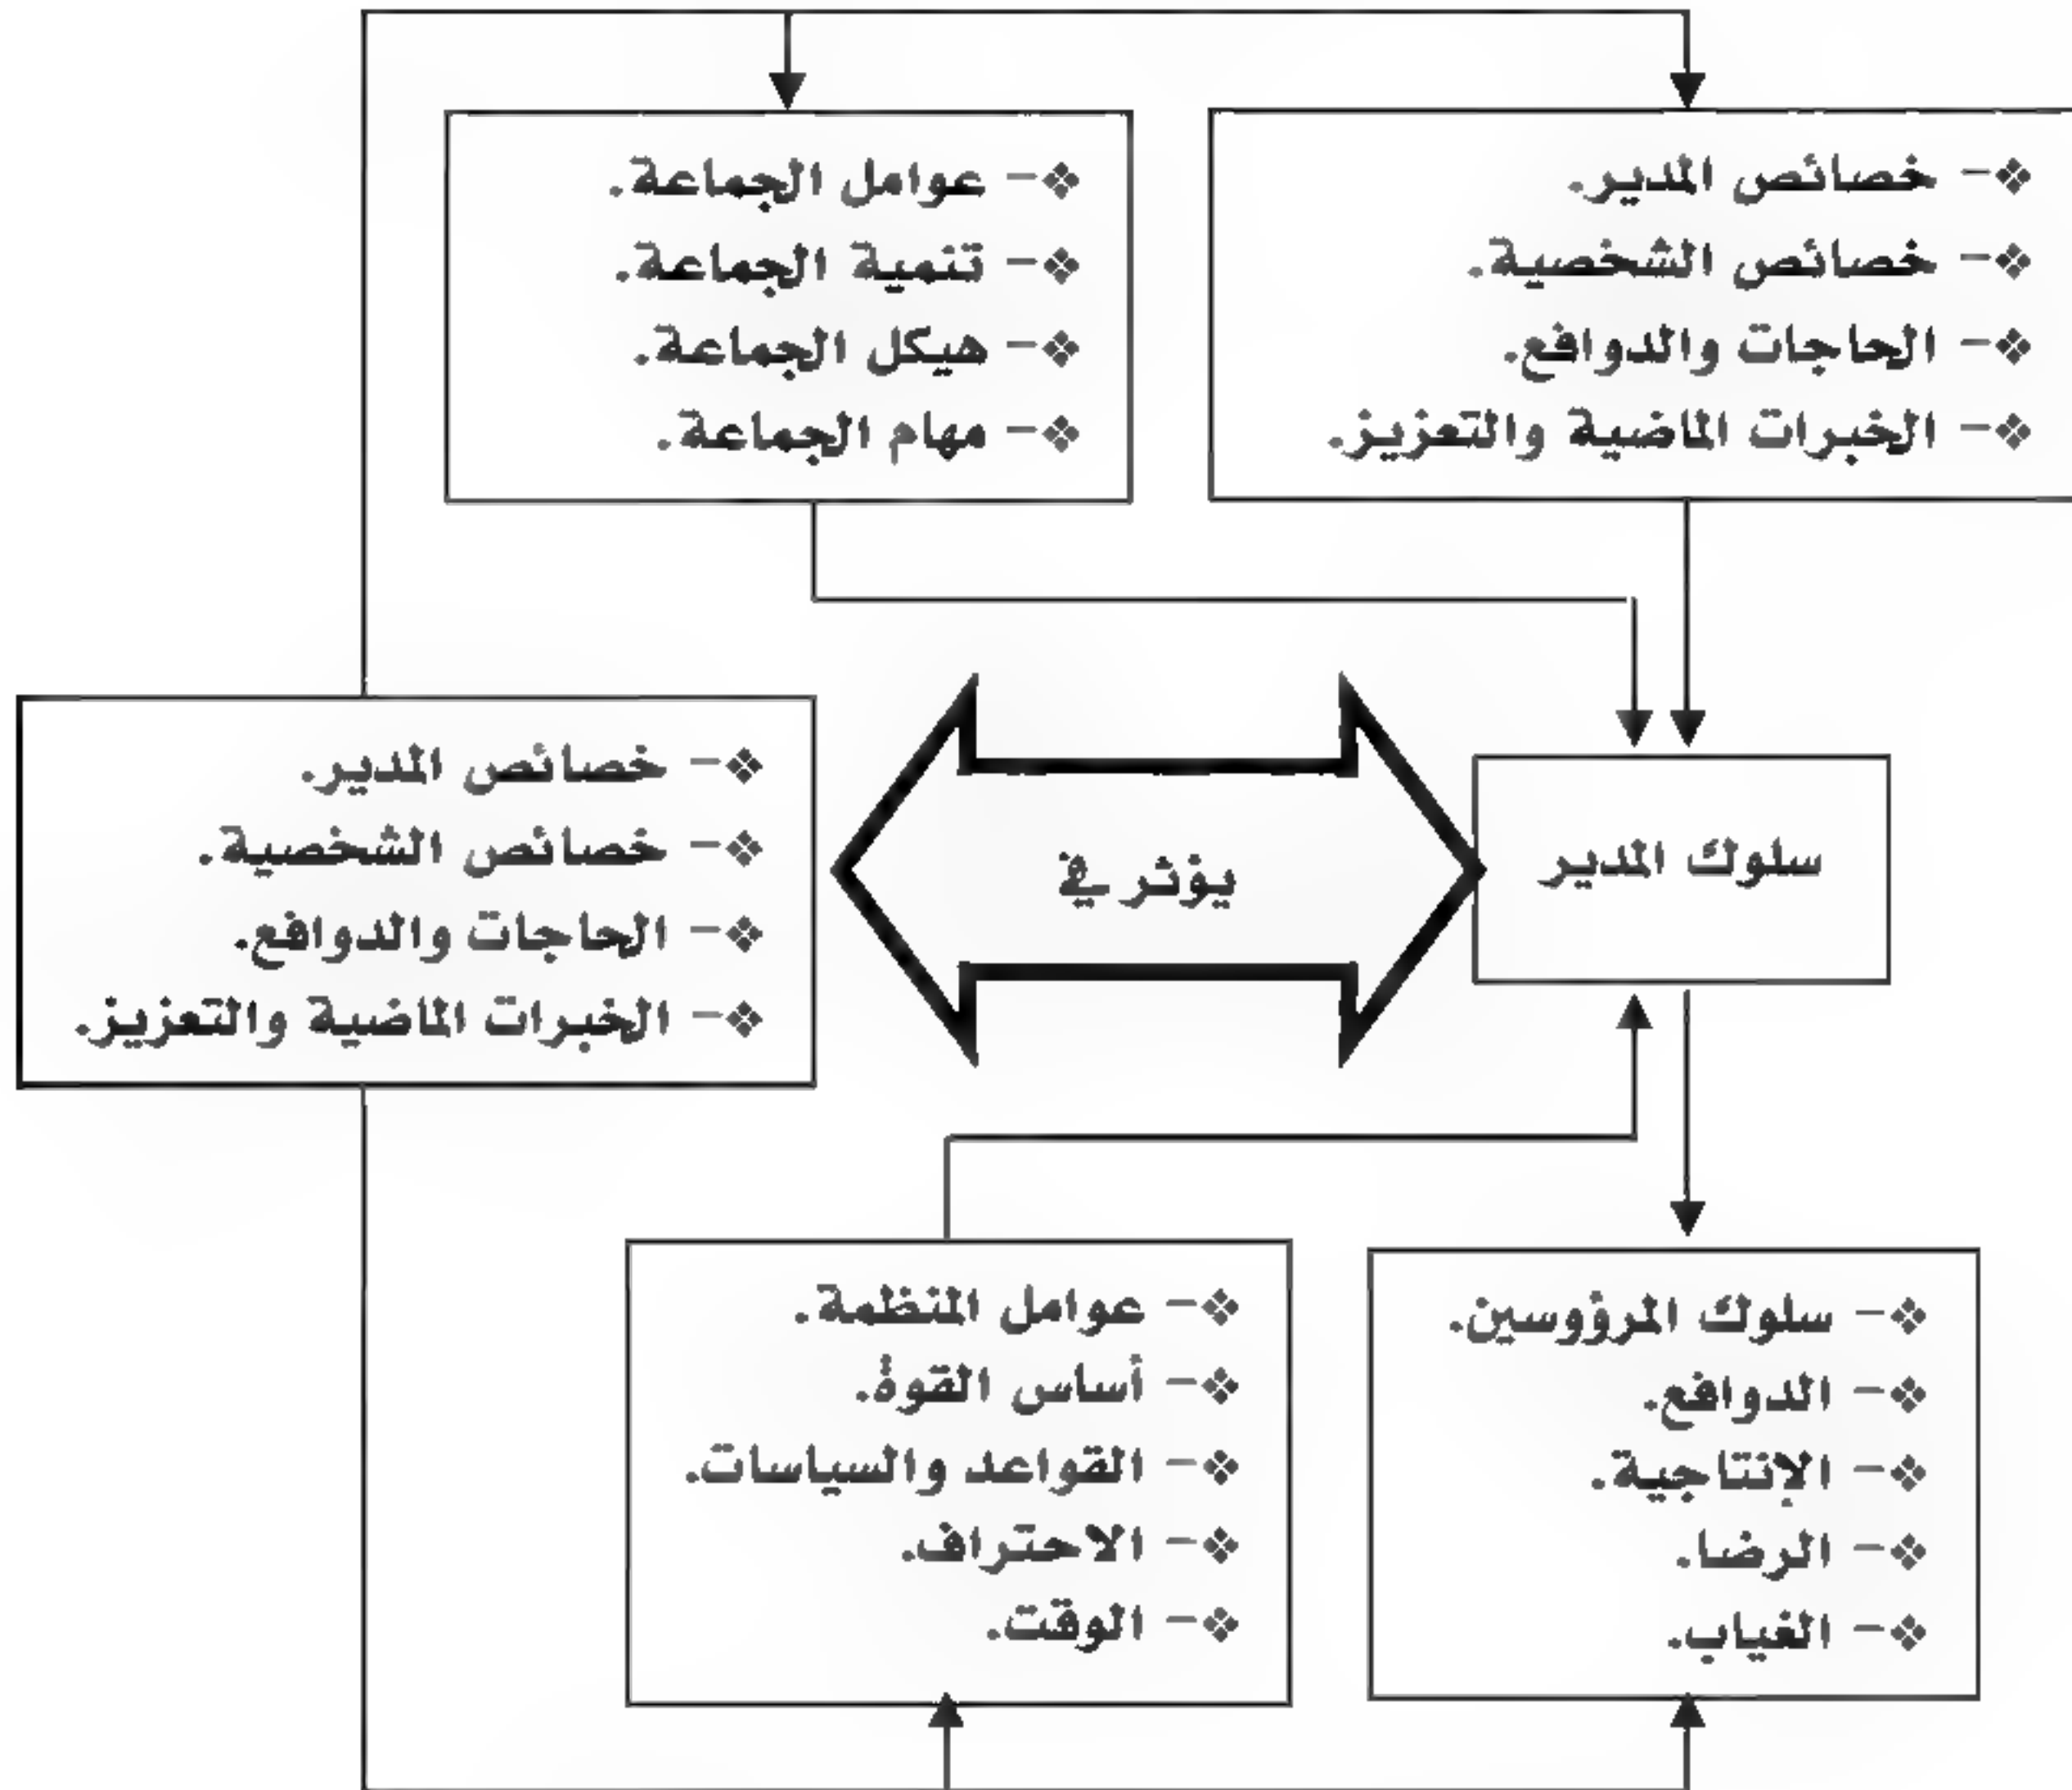 ❖- خصائص المدير.
❖- خصائص الشخصية.
❖- الحاجات والدوافع.
❖- الخبرات الماضية والتعزيز.
❖- عوامل الجماعة.
❖- تنمية الجماعة.
❖- هيكل الجماعة.
❖- مهام الجماعة.
سلوك المدير
يؤثر في
❖- خصائص المدير.
❖- خصائص الشخصية.
❖- الحاجات والدوافع.
❖- الخبرات الماضية والتعزيز.
❖- سلوك المرؤوسين.
❖- الدوافع.
❖- الإنتاجية.
❖- الرضا.
❖- الغياب.
❖- عوامل المنظمة.
❖- أساس القوة.
❖- القواعد والسياسات.
❖- الاحتراف.
❖- الوقت.